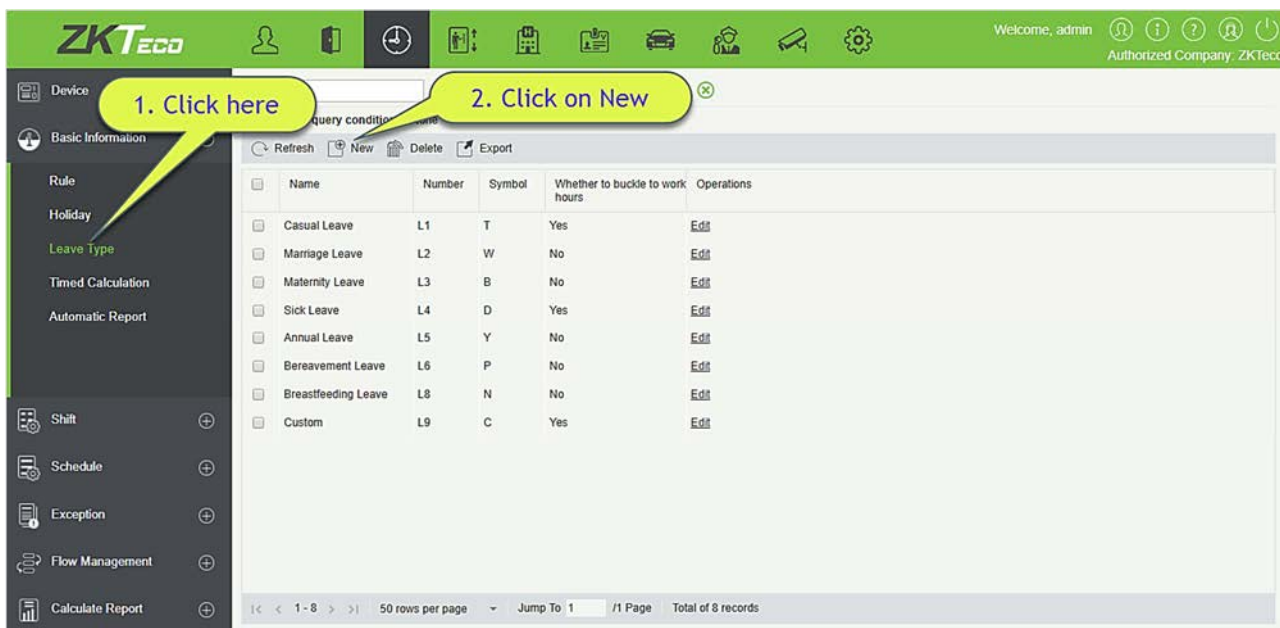 ZKTeco
Welcome, admin
Authorized Company: ZKTeco
Device
1. Click here
2. Click on New
query condition
Basic Information
Refresh New Delete Export
Rule
Holiday
Leave Type
Timed Calculation
Automatic Report
Name Number Symbol Whether to buckle to work hours Operations
Casual Leave L1 T Yes Edit
Marriage Leave L2 W No Edit
Maternity Leave L3 B No Edit
Sick Leave L4 D Yes Edit
Annual Leave L5 Y No Edit
Bereavement Leave L6 P No Edit
Breastfeeding Leave L8 N No Edit
Custom L9 C Yes Edit
Shift
Schedule
Exception
Flow Management
Calculate Report
1 - 8 50 rows per page Jump To 1 /1 Page Total of 8 records